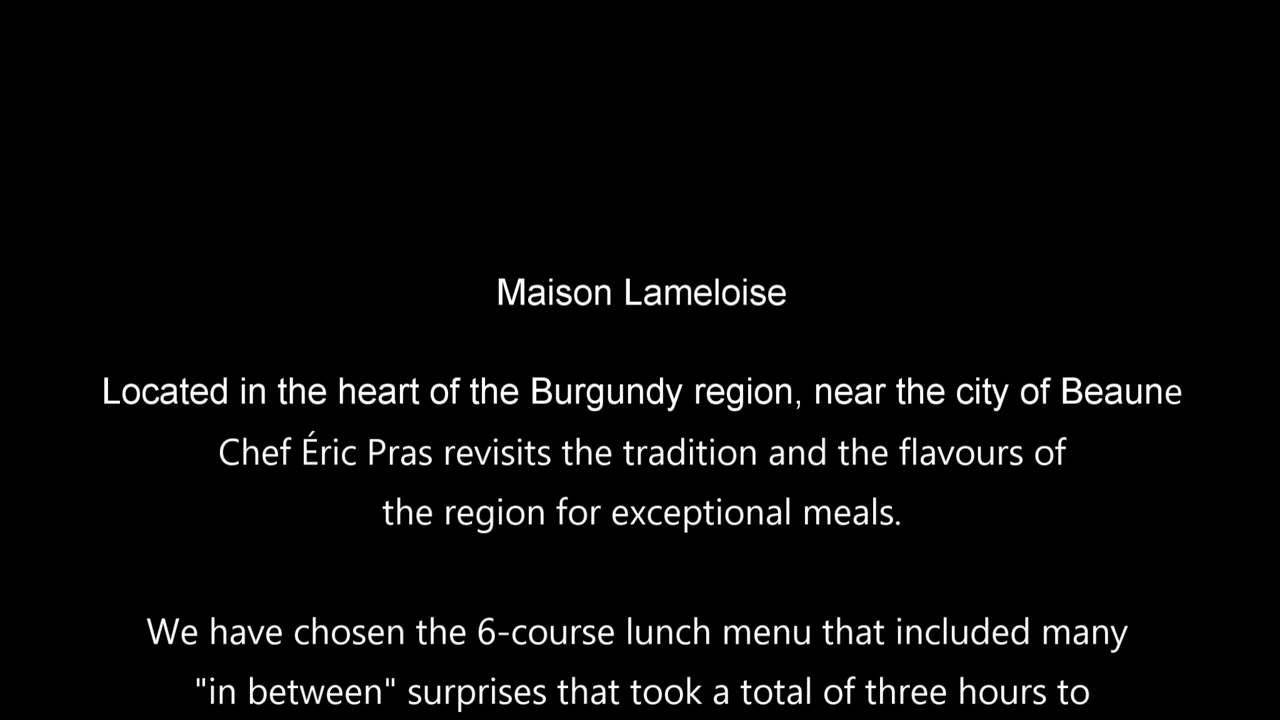 Maison Lameloise
Located in the heart of the Burgundy region, near the city of Beaune
Chef Éric Pras revisits the tradition and the flavours of
the region for exceptional meals.
We have chosen the 6-course lunch menu that included many
"in between" surprises that took a total of three hours to